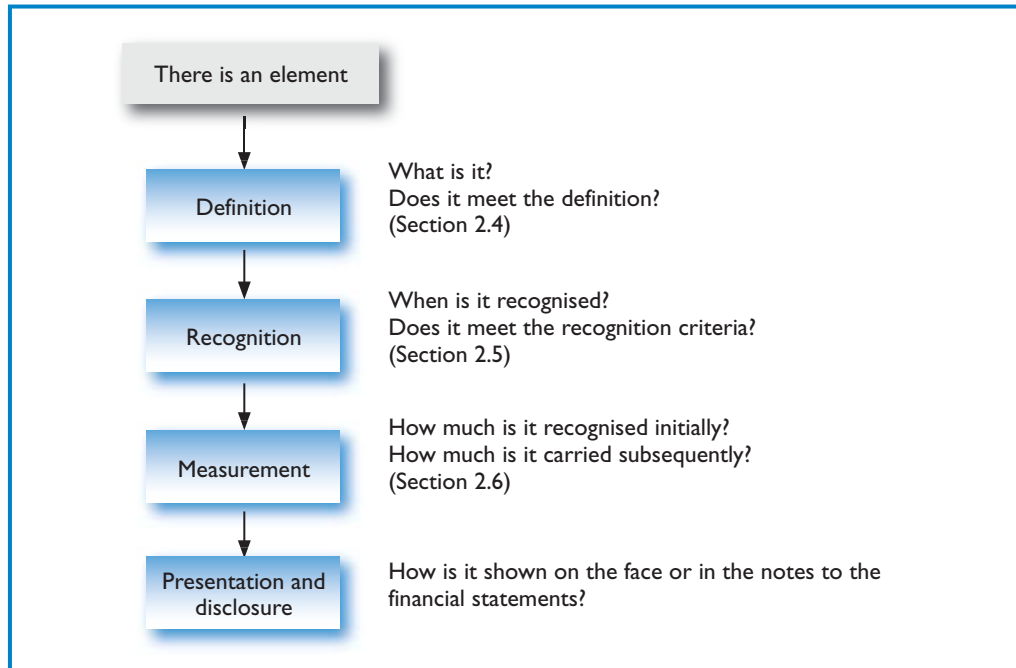 There is an element
Definition
What is it?
Does it meet the definition?
(Section 2.4)
Recognition
When is it recognised?
Does it meet the recognition criteria?
(Section 2.5)
Measurement
How much is it recognised initially?
How much is it carried subsequently?
(Section 2.6)
Presentation and
disclosure
How is it shown on the face or in the notes to the
financial statements?